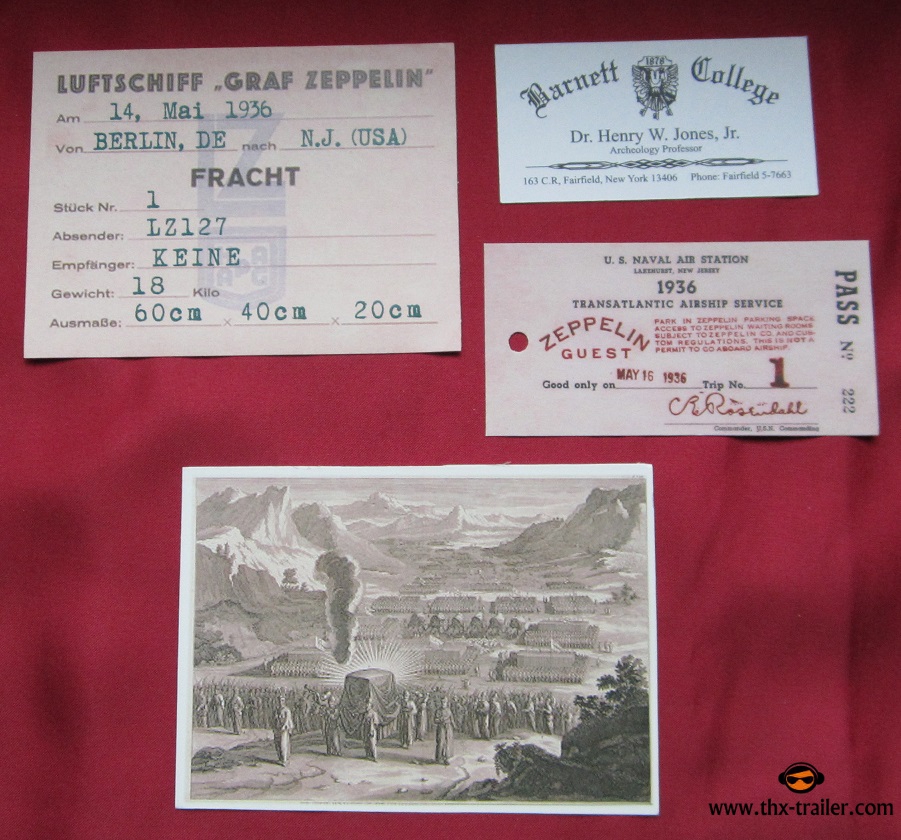 LUFTSCHIFF „GRAF ZEPPELIN"
Am 14, Mai 1936
Von BERLIN, DE nach N.J. (USA)
FRACHT
Stück Nr. 1
Absender: LZ127
Empfänger: KEINE
Gewicht: 18 Kilo
Ausmaße: 60cm × 40cm × 20cm
Barnett 1878 College
Dr. Henry W. Jones, Jr.
Archeology Professor
163 C.R, Fairfield, New York 13406 Phone: Fairfield 5-7663
U. S. NAVAL AIR STATION
LAKEHURST, NEW JERSEY
1936
TRANSATLANTIC AIRSHIP SERVICE
ZEPPELIN
GUEST
PARK IN ZEPPELIN PARKING SPACE
ACCESS TO ZEPPELIN WAITING ROOMS
SUBJECT TO ZEPPELIN CO. AND CUS-
TOM REGULATIONS. THIS IS NOT A
PERMIT TO GO ABOARD AIRSHIP.
Good only on MAY 16 1936 Trip No. 1
C E Rosendahl
Commander, U.S.N. Commanding
PASS Nº 222
www.thx-trailer.com